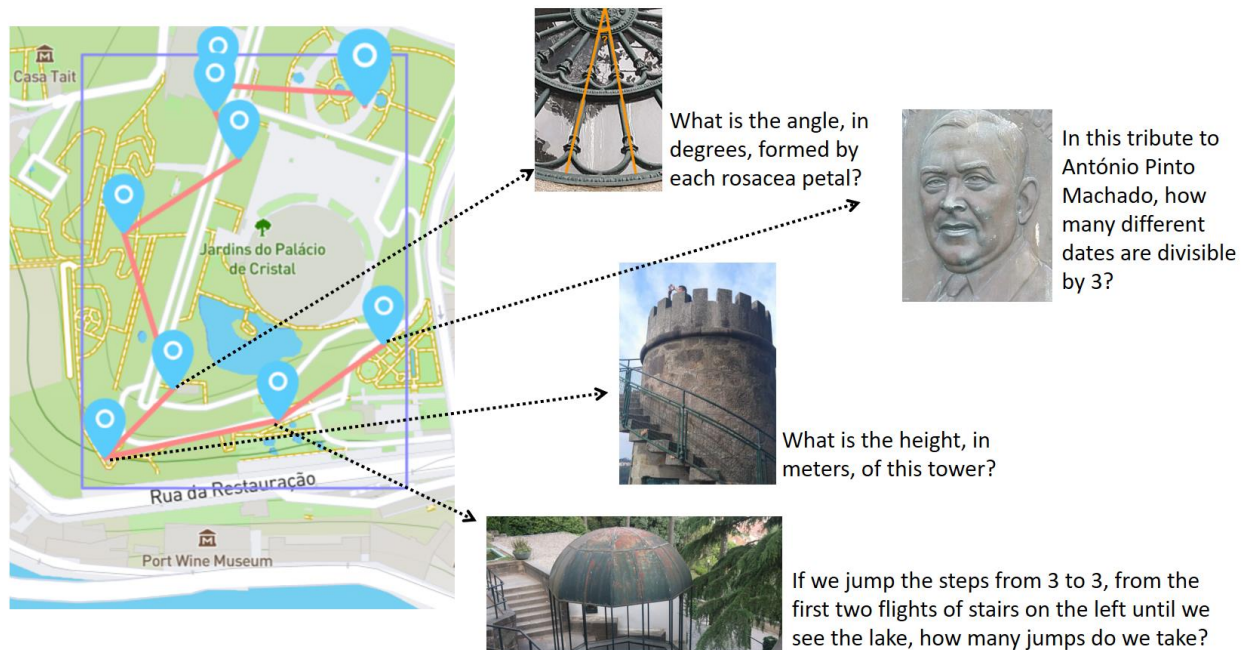 Casa Tait
Jardins do Palácio
de Cristal
Rua da Restauração
Port Wine Museum
What is the angle, in
degrees, formed by
each rosacea petal?
In this tribute to
António Pinto
Machado, how
many different
dates are divisible
by 3?
What is the height, in
meters, of this tower?
If we jump the steps from 3 to 3, from the
first two flights of stairs on the left until we
see the lake, how many jumps do we take?